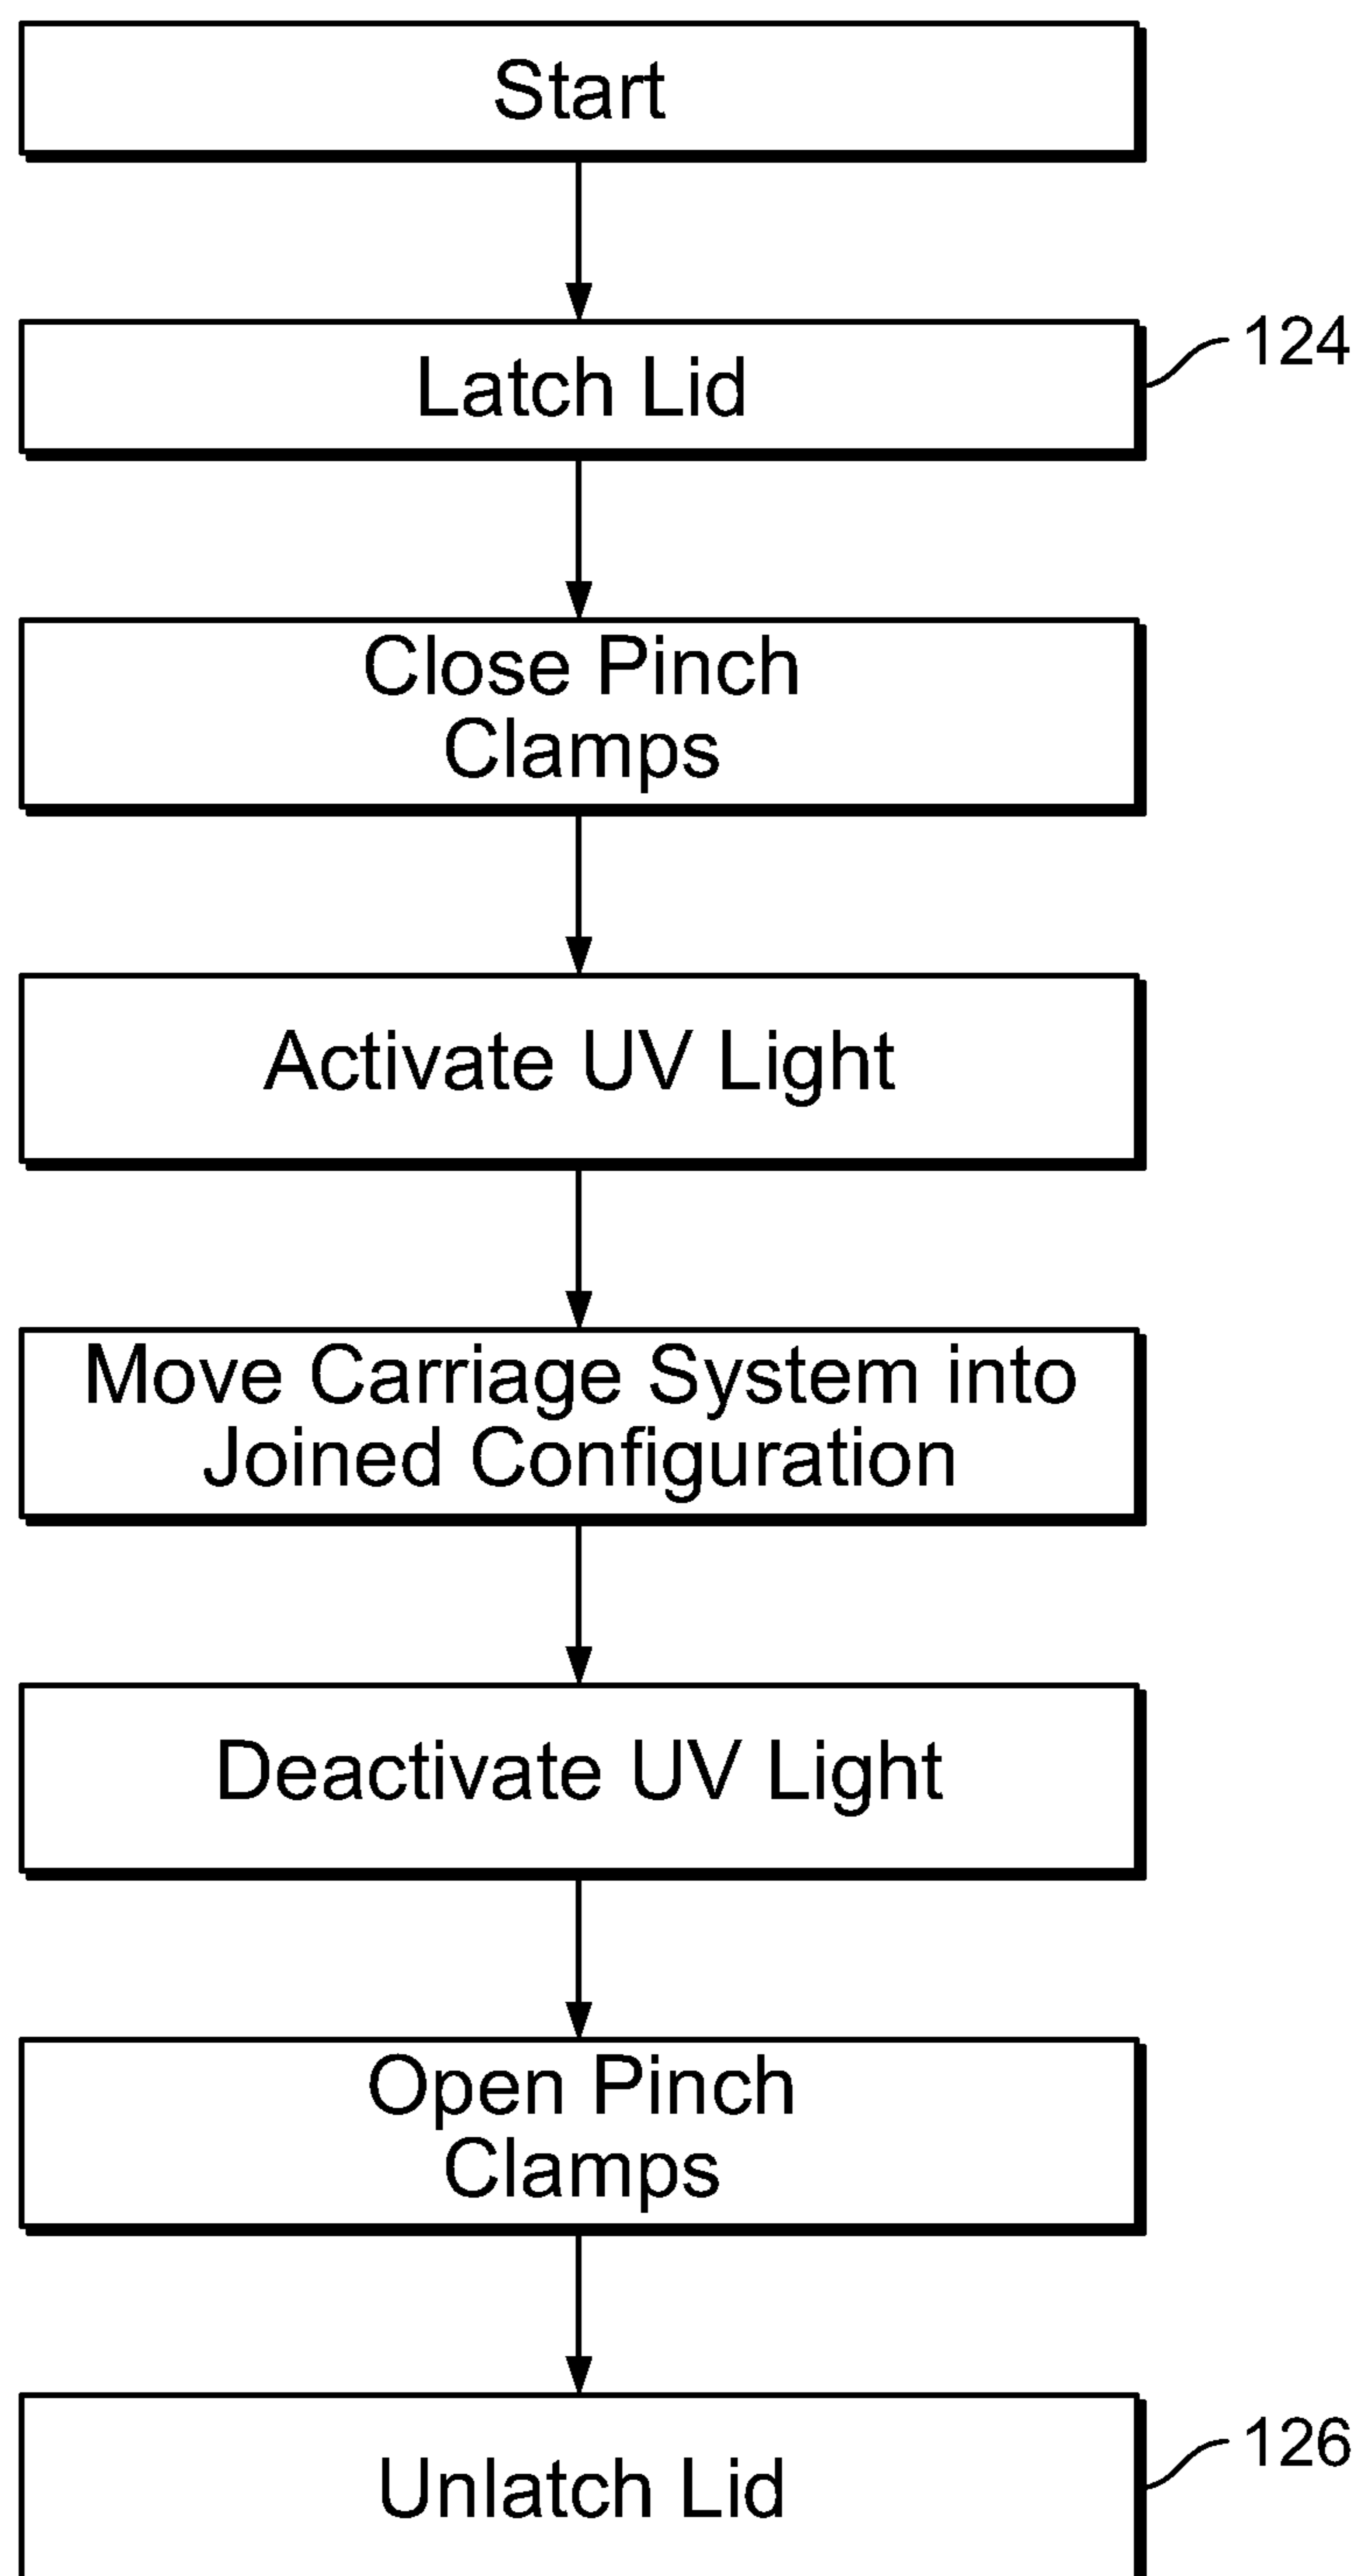 Start
Latch Lid
124
Close Pinch
Clamps
Activate UV Light
Move Carriage System into
Joined Configuration
Deactivate UV Light
Open Pinch
Clamps
Unlatch Lid
126